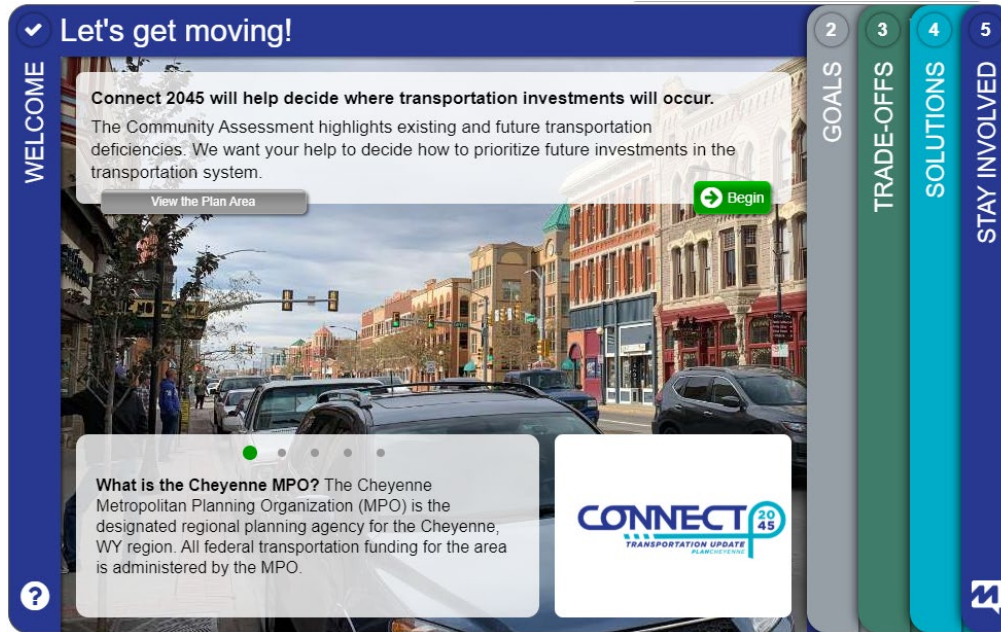 Let's get moving!
WELCOME
Connect 2045 will help decide where transportation investments will occur.
The Community Assessment highlights existing and future transportation
deficiencies. We want your help to decide how to prioritize future investments in the
transportation system.
View the Plan Area
Begin
What is the Cheyenne MPO? The Cheyenne
Metropolitan Planning Organization (MPO) is the
designated regional planning agency for the Cheyenne,
WY region. All federal transportation funding for the area
is administered by the MPO.
CONNECT 20
45
TRANSPORTATION UPDATE
PLANCHEYENNE
?
2
GOALS
3
TRADE-OFFS
4
SOLUTIONS
5
STAY INVOLVED